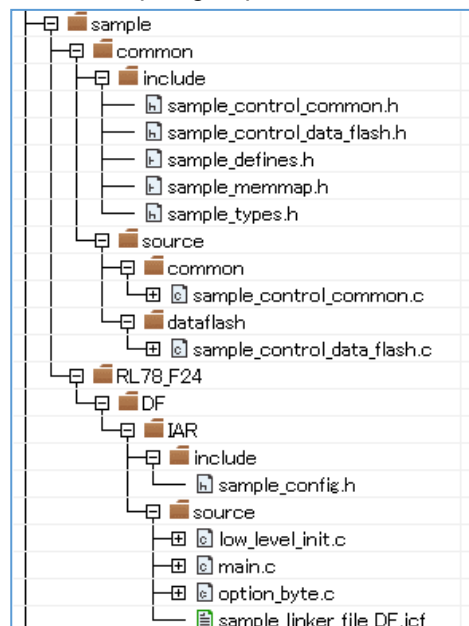 sample
common
include
sample_control_common.h
sample_control_data_flash.h
sample_defines.h
sample_memmap.h
sample_types.h
source
common
sample_control_common.c
dataflash
sample_control_data_flash.c
RL78_F24
DF
IAR
include
sample_config.h
source
low_level_init.c
main.c
option_byte.c
sample_linker_file_DF.icf